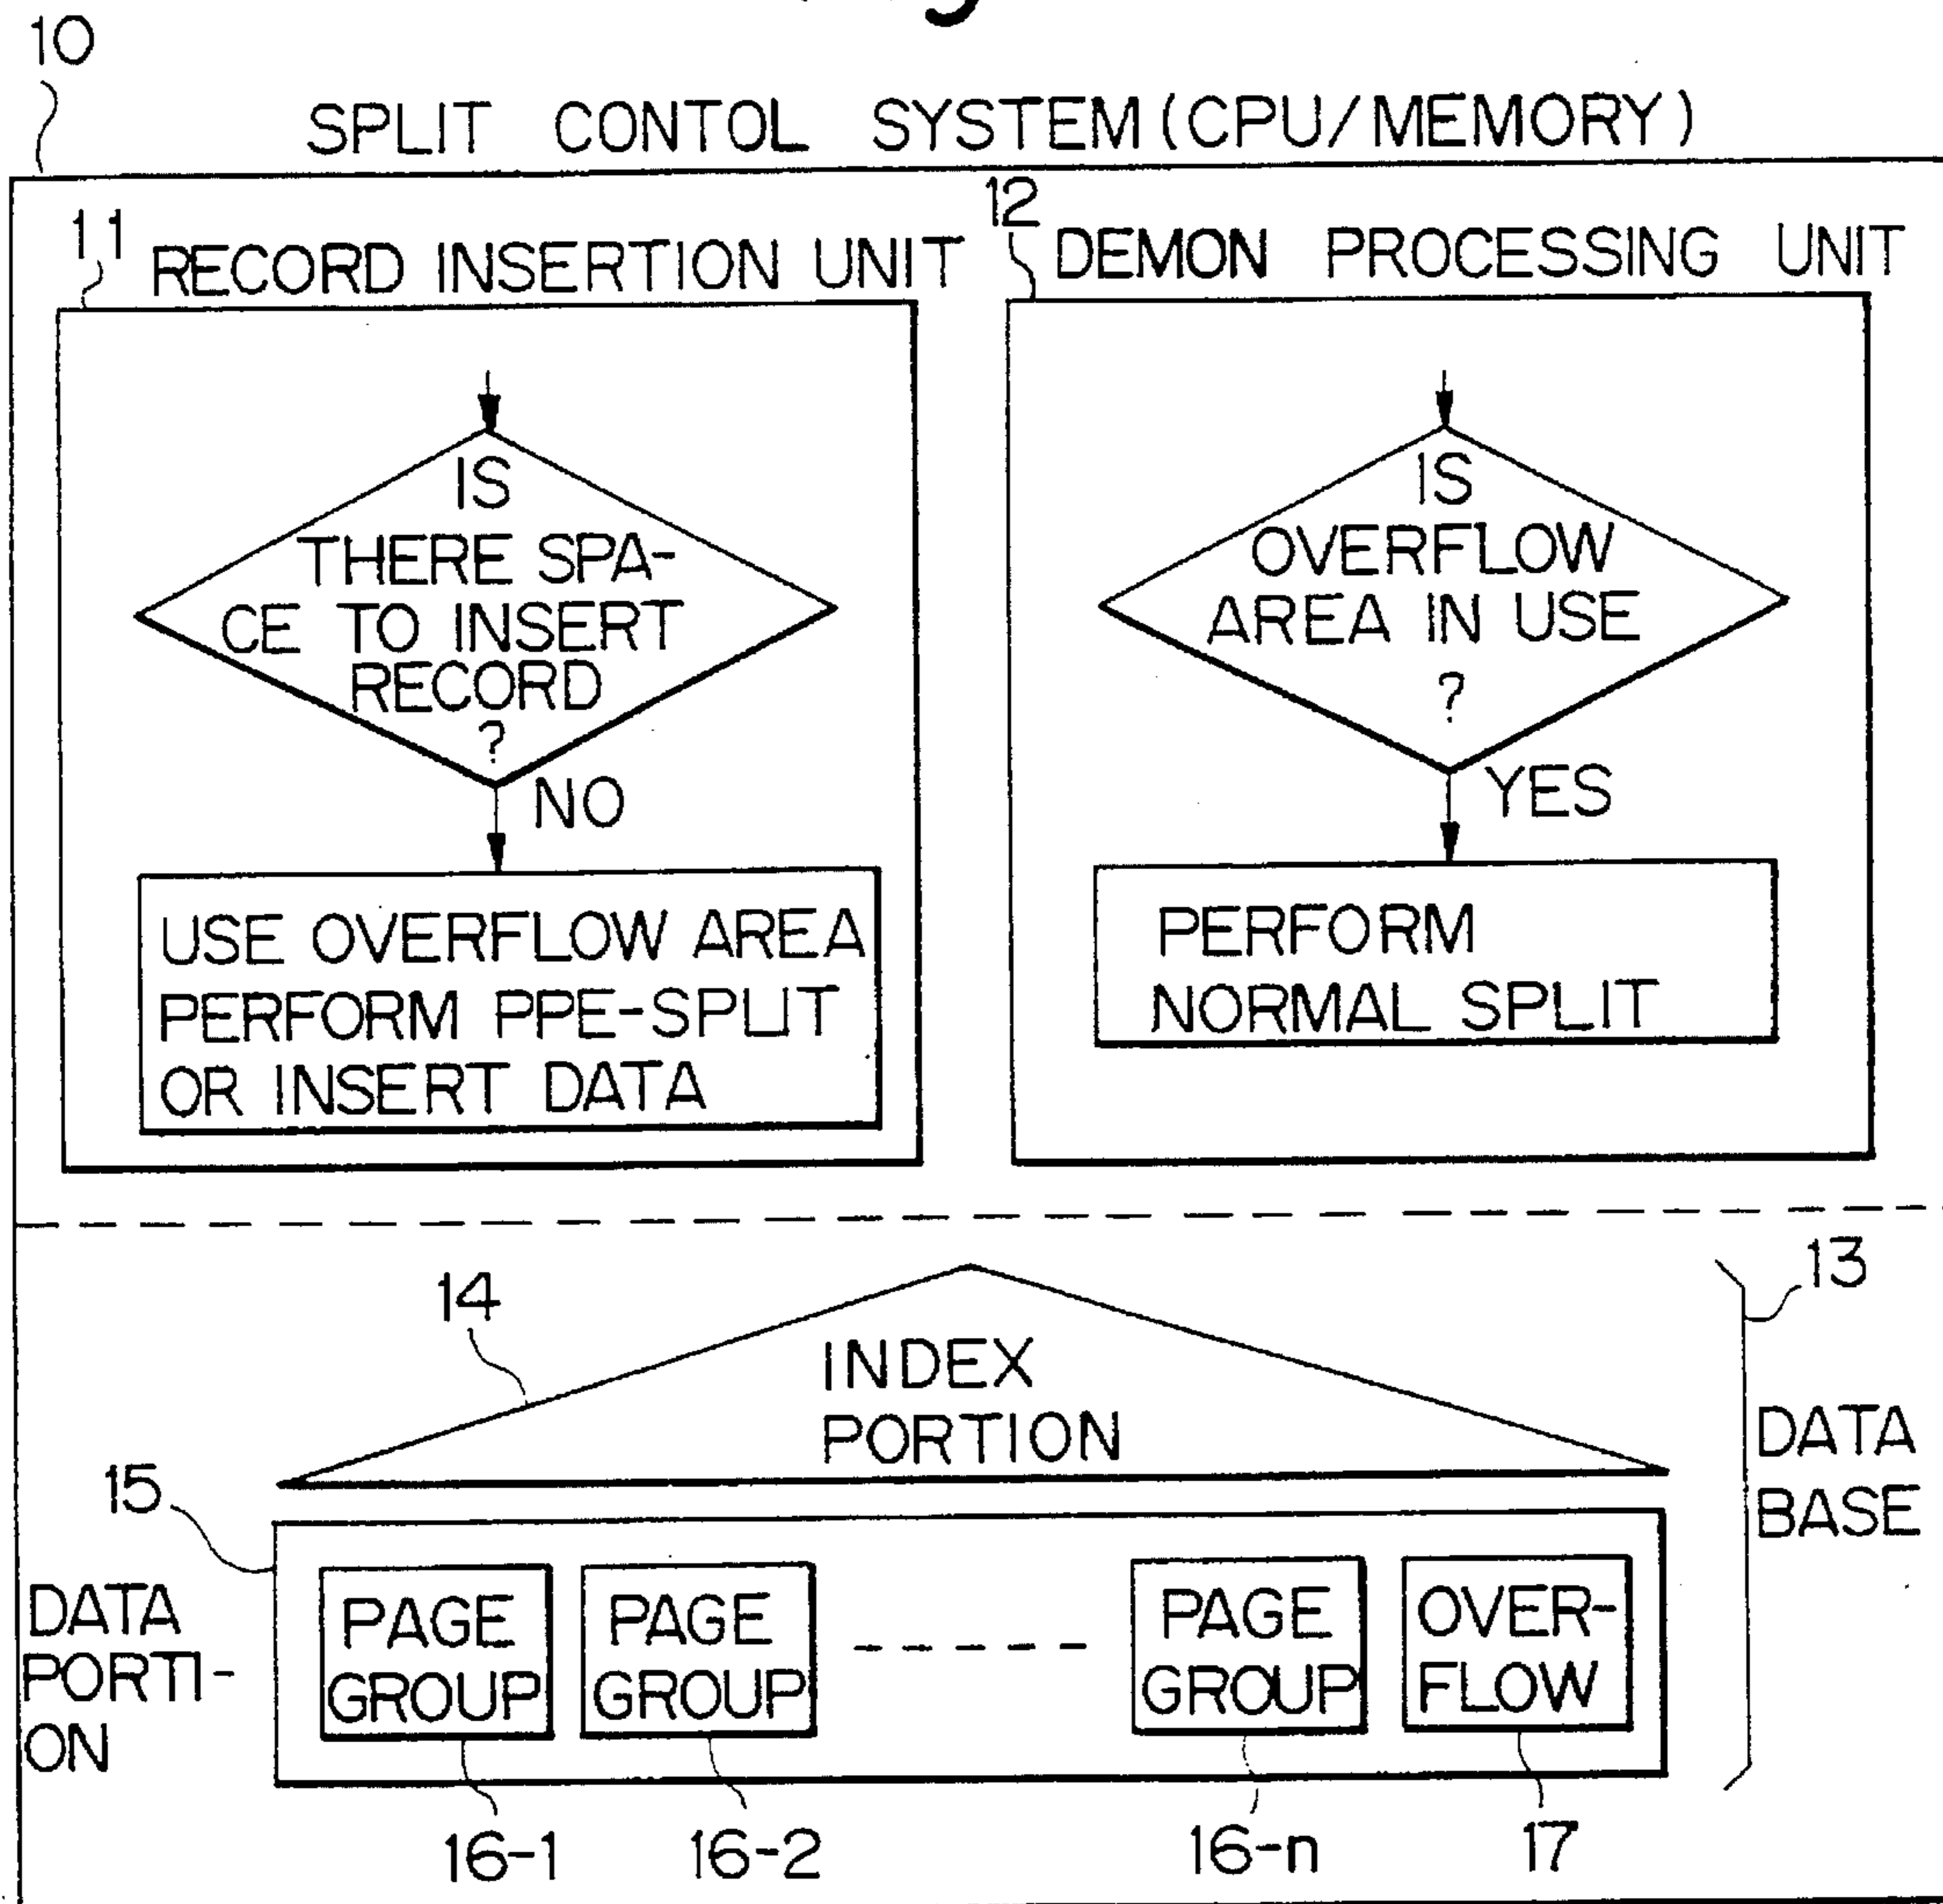 10
SPLIT CONTOL SYSTEM (CPU/MEMORY)
11
RECORD INSERTION UNIT
IS
THERE SPA-
CE TO INSERT
RECORD
?
NO
USE OVERFLOW AREA
PERFORM PPE-SPLIT
OR INSERT DATA
12
DEMON PROCESSING UNIT
IS
OVERFLOW
AREA IN USE
?
YES
PERFORM
NORMAL SPLIT
13
DATA
BASE
14
INDEX
PORTION
15
DATA
PORTI-
ON
PAGE
GROUP
PAGE
GROUP
PAGE
GROUP
OVER-
FLOW
16-1
16-2
16-n
17